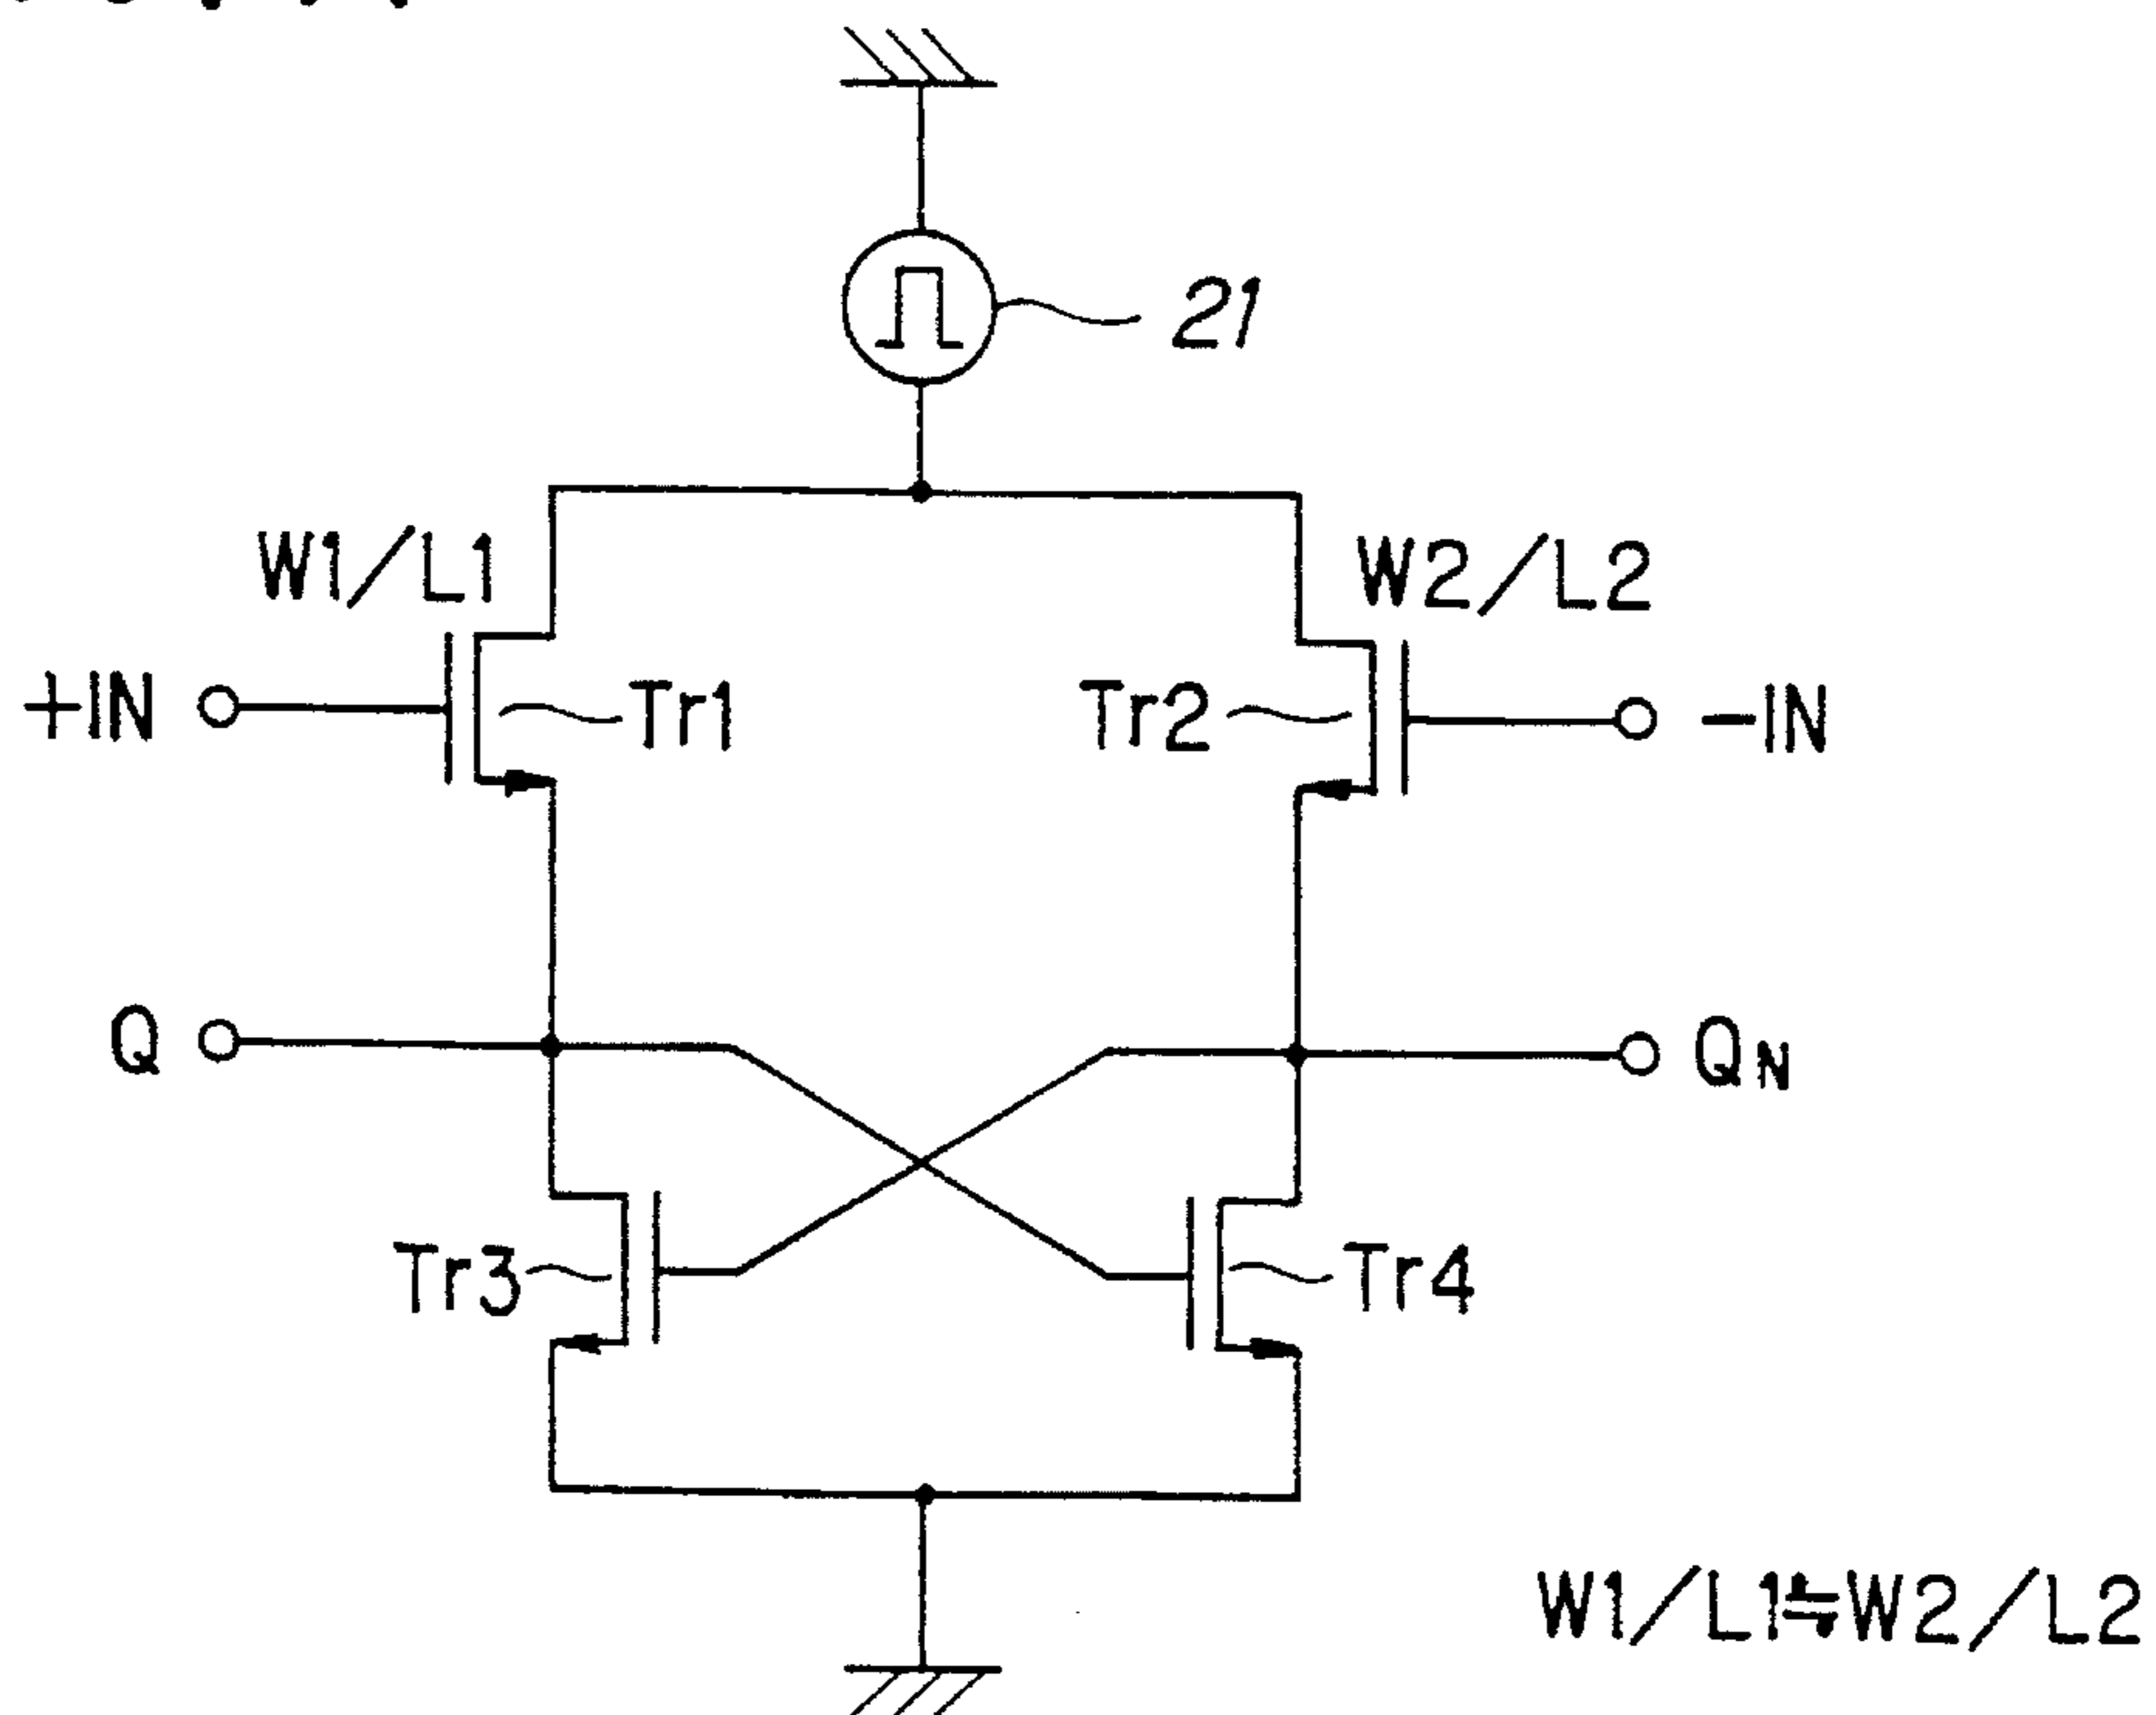 21
W1/L1
W2/L2
+IN
Tr1
Tr2
-IN
Q
QN
Tr3
Tr4
W1/L1≒W2/L2